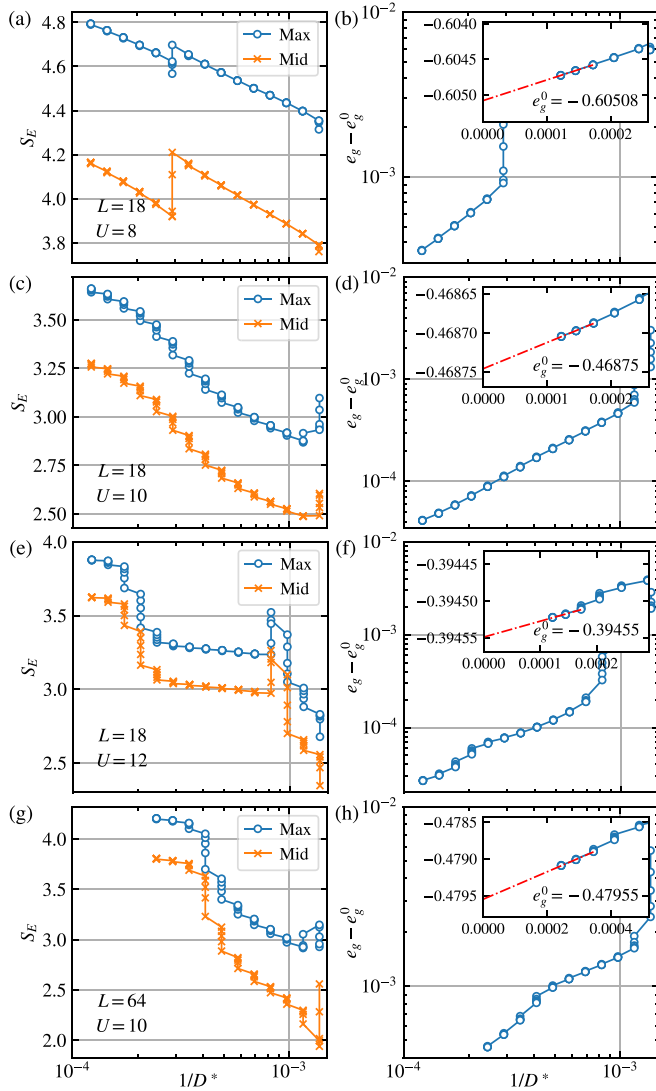 (a)
4.8
4.6
4.4
4.2
4.0
3.8
S_E
Max
Mid
L = 18
U = 8
(b)
10⁻²
10⁻³
e_g − e_g^0
−0.6040
−0.6045
−0.6050
0.0000
0.0001
0.0002
e_g^0 = −0.60508
(c)
3.50
3.25
3.00
2.75
2.50
S_E
Max
Mid
L = 18
U = 10
(d)
10⁻²
10⁻³
10⁻⁴
e_g − e_g^0
−0.46865
−0.46870
−0.46875
0.0000
0.0001
0.0002
e_g^0 = −0.46875
(e)
4.0
3.5
3.0
2.5
S_E
Max
Mid
L = 18
U = 12
(f)
10⁻²
10⁻³
10⁻⁴
e_g − e_g^0
−0.39445
−0.39450
−0.39455
0.0000
0.0001
0.0002
e_g^0 = −0.39455
(g)
4.0
3.5
3.0
2.5
2.0
S_E
Max
Mid
L = 64
U = 10
10⁻⁴
10⁻³
1/D*
(h)
10⁻²
10⁻³
e_g − e_g^0
−0.4785
−0.4790
−0.4795
0.0000
0.0002
0.0004
e_g^0 = −0.47955
10⁻³
1/D*